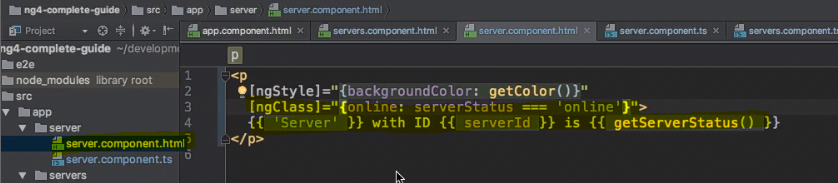 ng4-complete-guide src app server server.component.html
Project app.component.html servers.component.html server.component.html server.component.ts servers.component.ts
ng4-complete-guide ~/developm
e2e
node_modules library root
src
app
server
server.component.html
server.component.ts
servers
p
1 <p
2 [ngStyle]="{backgroundColor: getColor()}"
3 [ngClass]="{online: serverStatus === 'online'}">
4 {{ 'Server' }} with ID {{ serverId }} is {{ getServerStatus() }}
5 </p>